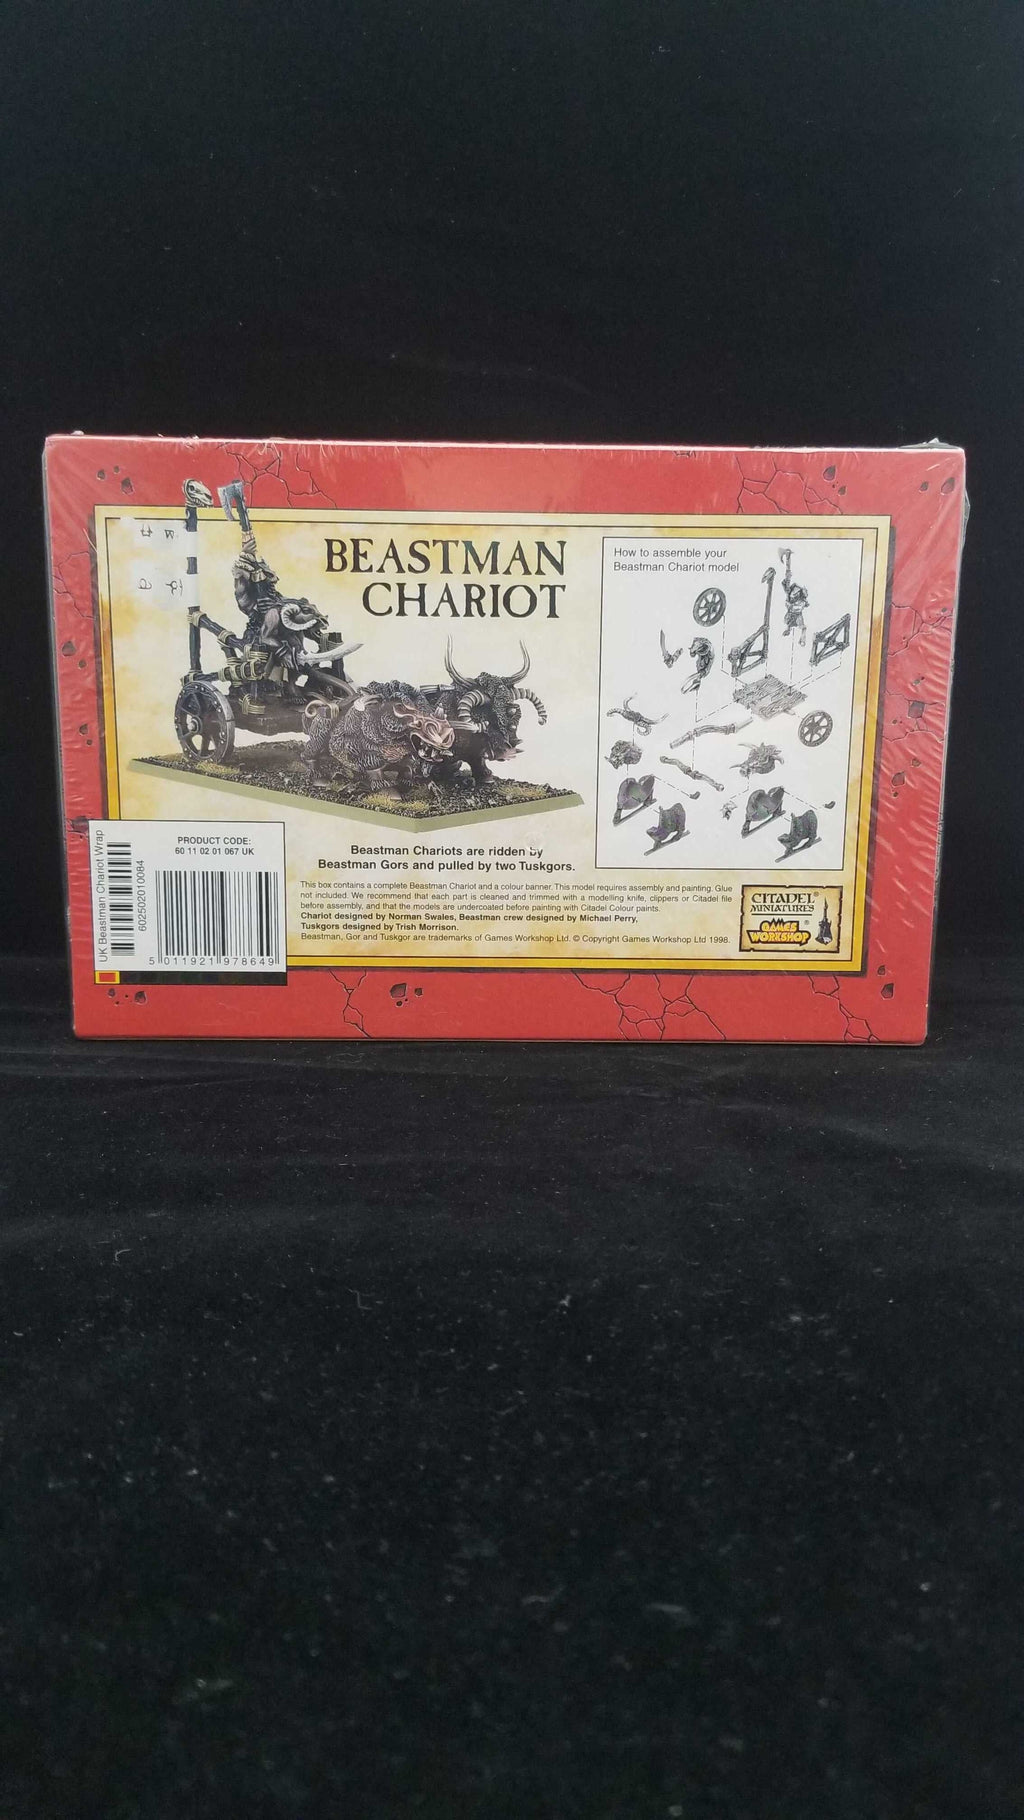 BEASTMAN
CHARIOT
How to assemble your
Beastman Chariot model
Beastman Chariots are ridden by
Beastman Gors and pulled by two Tuskgors.
This box contains a complete Beastman Chariot and a colour banner. This model requires assembly and painting. Glue
not included. We recommend that each part is cleaned and trimmed with a modelling knife, clippers or Citadel file
before assembly, and that the models are undercoated before painting with Citadel Colour paints.
Chariot designed by Norman Swales, Beastman crew designed by Michael Perry,
Tuskgors designed by Trish Morrison.
Beastman, Gor and Tuskgor are trademarks of Games Workshop Ltd. © Copyright Games Workshop Ltd 1998.
CITADEL®
MINIATURES
GAMES
WORKSHOP®
UK Beastman Chariot Wrap
602502010084
PRODUCT CODE:
60 11 02 01 067 UK
5 011921 978649